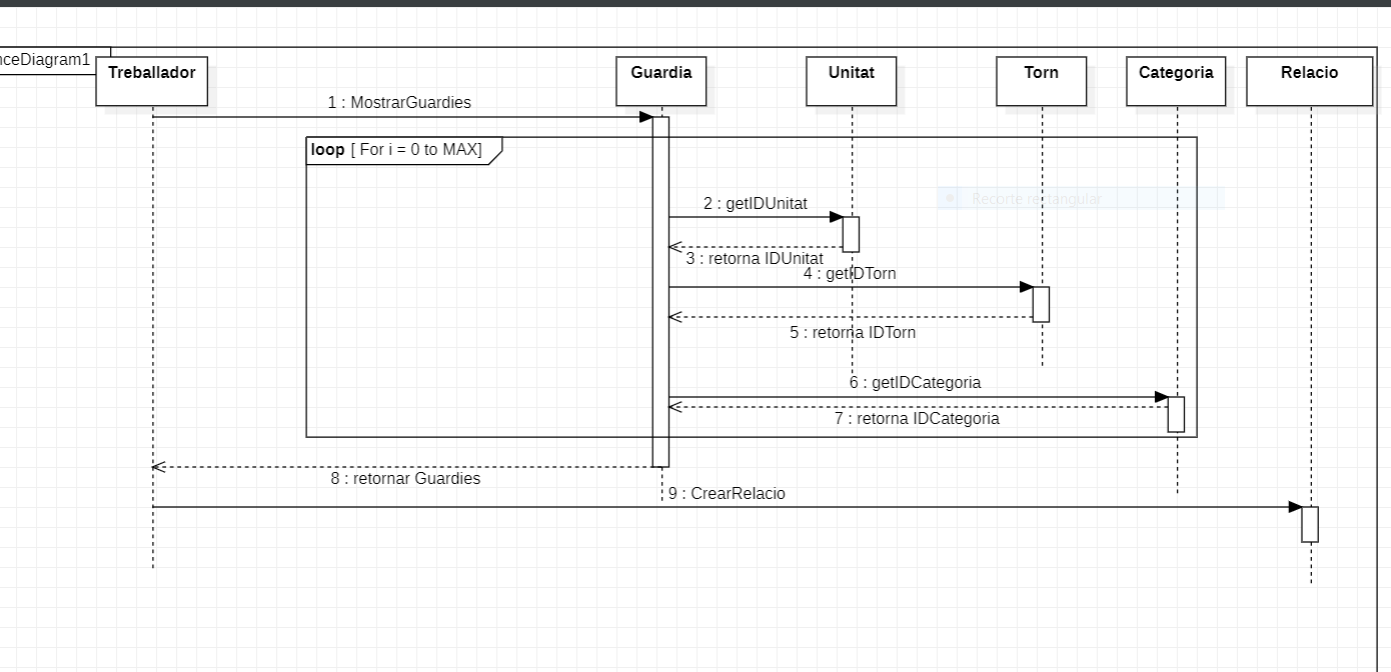 nceDiagram1
Treballador
Guardia
Unitat
Torn
Categoria
Relacio
1 : MostrarGuardies
loop [ For i = 0 to MAX]
Recorte rectangular
2 : getIDUnitat
3 : retorna IDUnitat
4 : getIDTorn
5 : retorna IDTorn
6 : getIDCategoria
7 : retorna IDCategoria
8 : retornar Guardies
9 : CrearRelacio